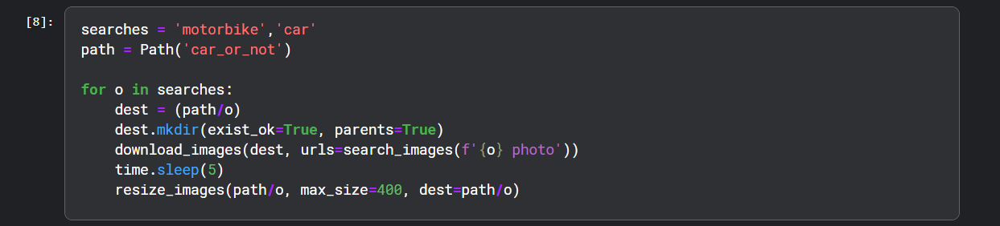 [8]:
searches = 'motorbike','car'
path = Path('car_or_not')
for o in searches:
    dest = (path/o)
    dest.mkdir(exist_ok=True, parents=True)
    download_images(dest, urls=search_images(f'{o} photo'))
    time.sleep(5)
    resize_images(path/o, max_size=400, dest=path/o)